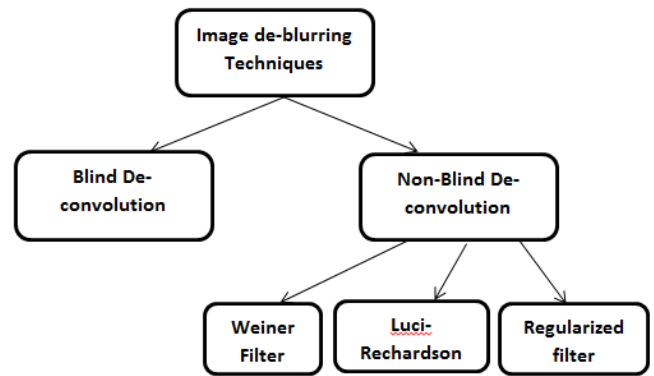 Image de-blurring
Techniques
Blind De-
convolution
Non-Blind De-
convolution
Weiner
Filter
Luci-
Rechardson
Regularized
filter